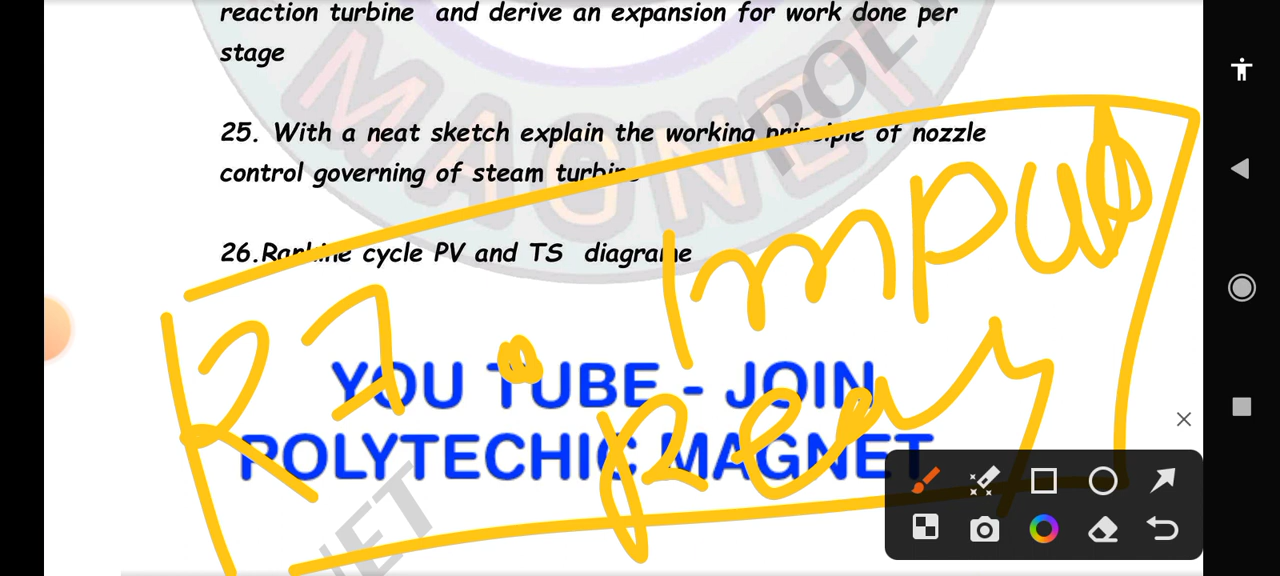 reaction turbine and derive an expansion for work done per
stage
25. With a neat sketch explain the working principle of nozzle
control governing of steam turbine
26.Rankine cycle PV and TS diagrame
27.
YOU TUBE - JOIN
POLYTECHIC MAGNET
MAGNET